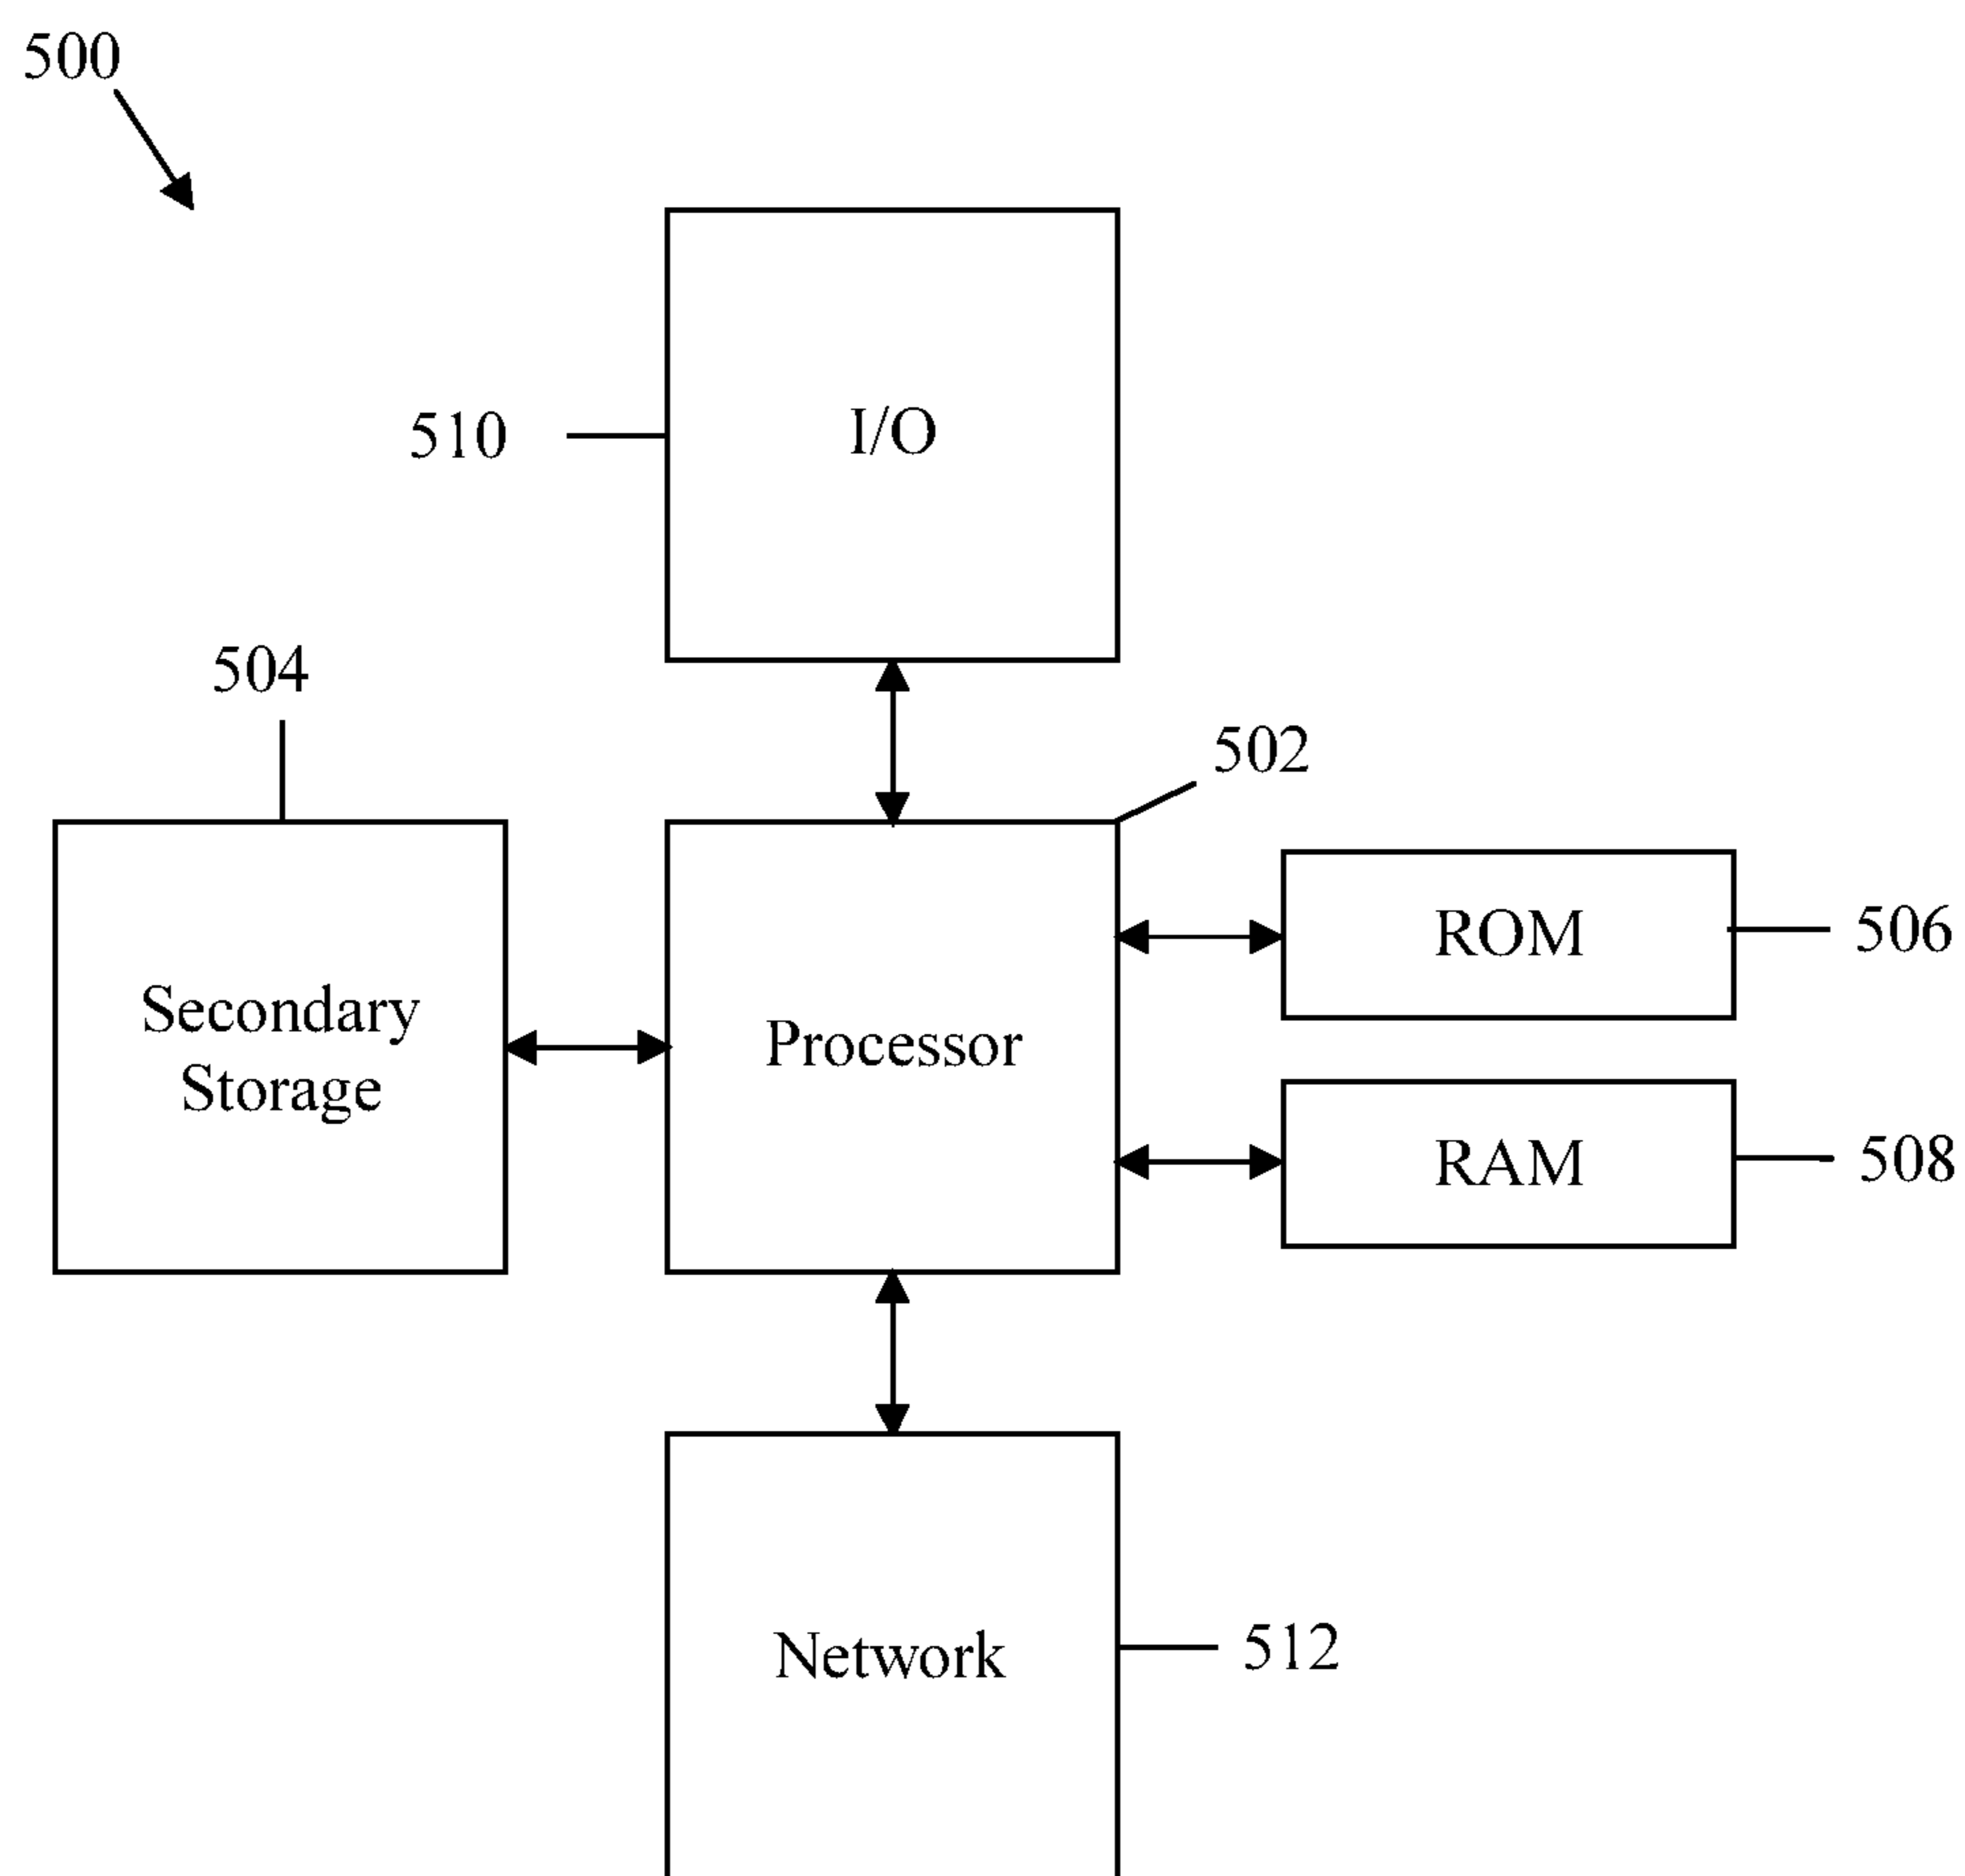 500
510
I/O
504
502
Secondary
Storage
Processor
ROM
506
RAM
508
Network
512